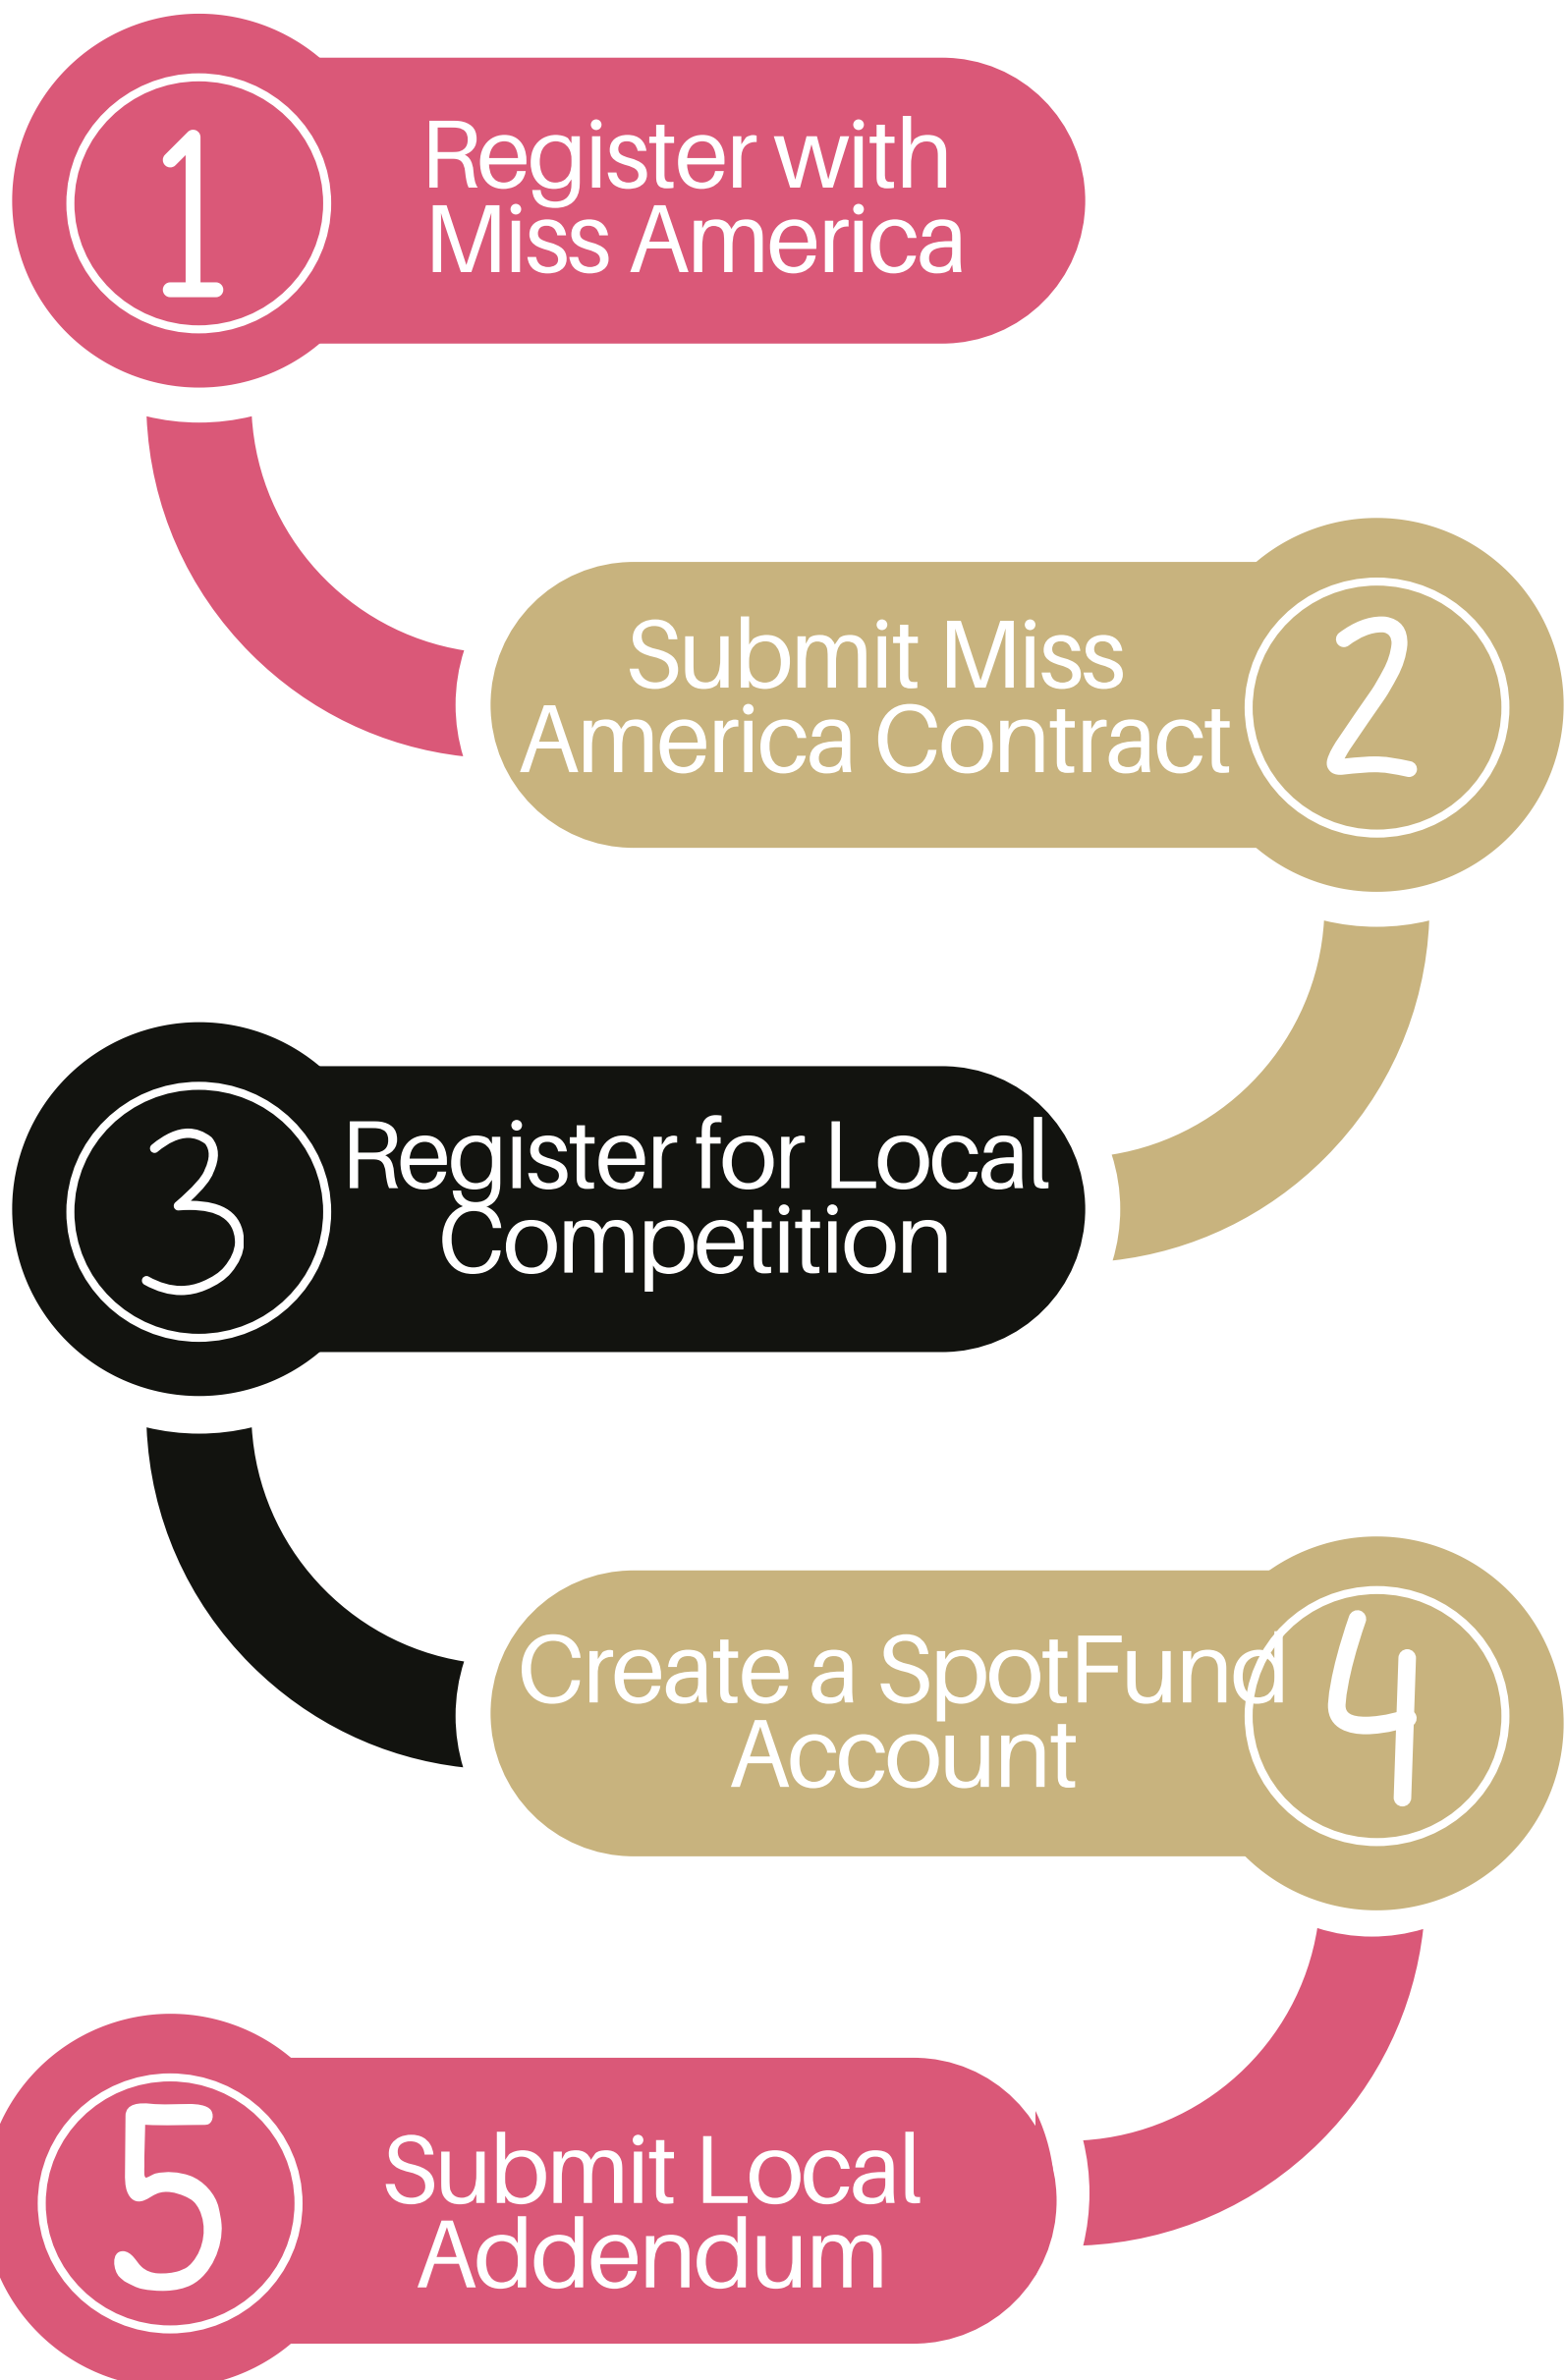 1
Register with
Miss America
Submit Miss
America Contract
2
3
Register for Local
Competition
Create a SpotFund
Account
4
5
Submit Local
Addendum